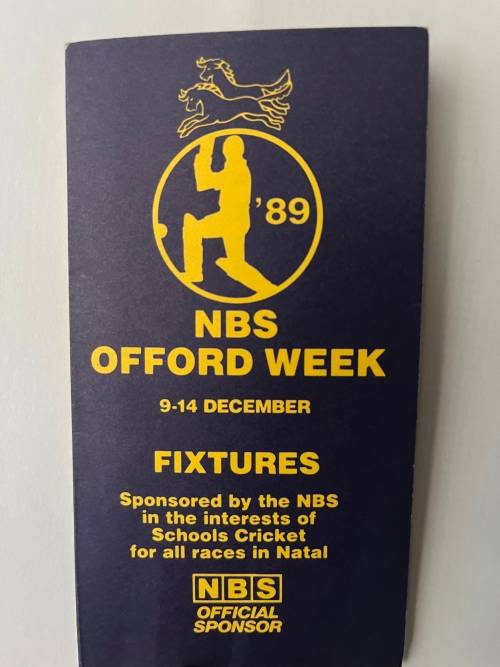 '89
NBS
OFFORD WEEK
9-14 DECEMBER
FIXTURES
Sponsored by the NBS
in the interests of
Schools Cricket
for all races in Natal
NBS
OFFICIAL
SPONSOR